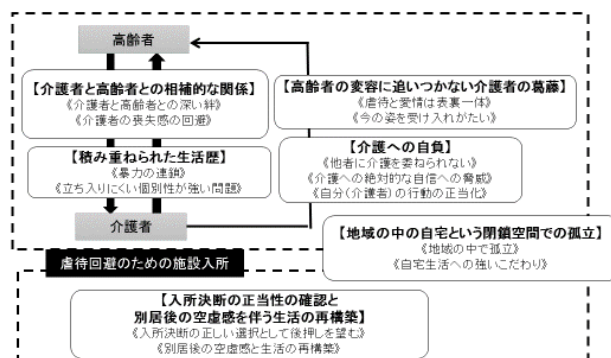 高齢者
【介護者と高齢者との相補的な関係】
《介護者と高齢者との深い絆》
《介護者の喪失感の回避》
【高齢者の変容に追いつかない介護者の葛藤】
《虐待と愛情は表裏一体》
《今の姿を受け入れがたい》
【積み重ねられた生活歴】
《暴力の連鎖》
《立ち入りにくい個別性が強い問題》
【介護への自負】
《他者に介護を委ねられない》
《介護への絶対的な自信への脅威》
《自分(介護者)の行動の正当化》
介護者
【地域の中の自宅という閉鎖空間での孤立】
《地域の中で孤立》
《自宅生活への強いこだわり》
虐待回避のための施設入所
【入所決断の正当性の確認と
別居後の空虚感を伴う生活の再構築】
《入所決断の正しい選択として後押しを望む》
《別居後の空虚感と生活の再構築》